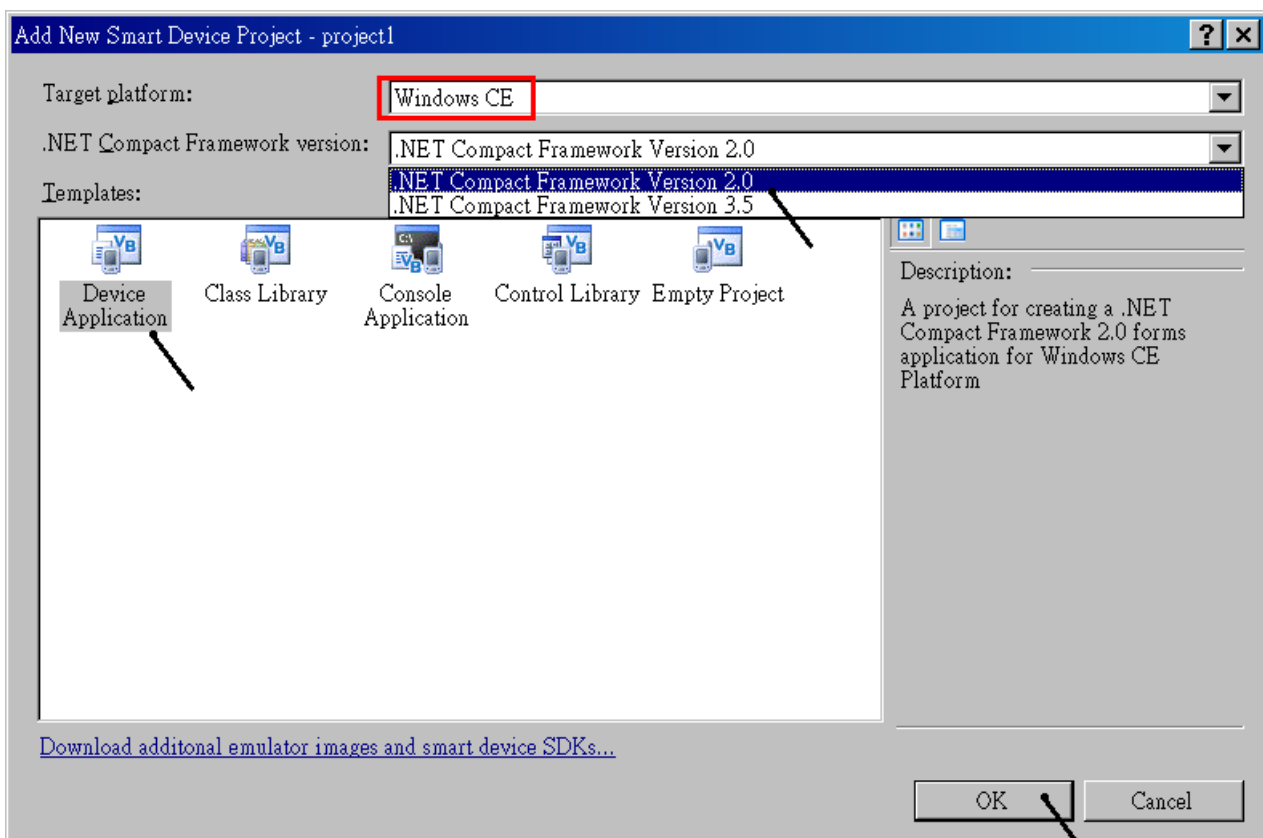 Add New Smart Device Project - project1
Target platform:
Windows CE
.NET Compact Framework version:
.NET Compact Framework Version 2.0
.NET Compact Framework Version 2.0
.NET Compact Framework Version 3.5
Templates:
Device
Application
Class Library
Console
Application
Control Library
Empty Project
Description:
A project for creating a .NET
Compact Framework 2.0 forms
application for Windows CE
Platform
Download additonal emulator images and smart device SDKs...
OK
Cancel